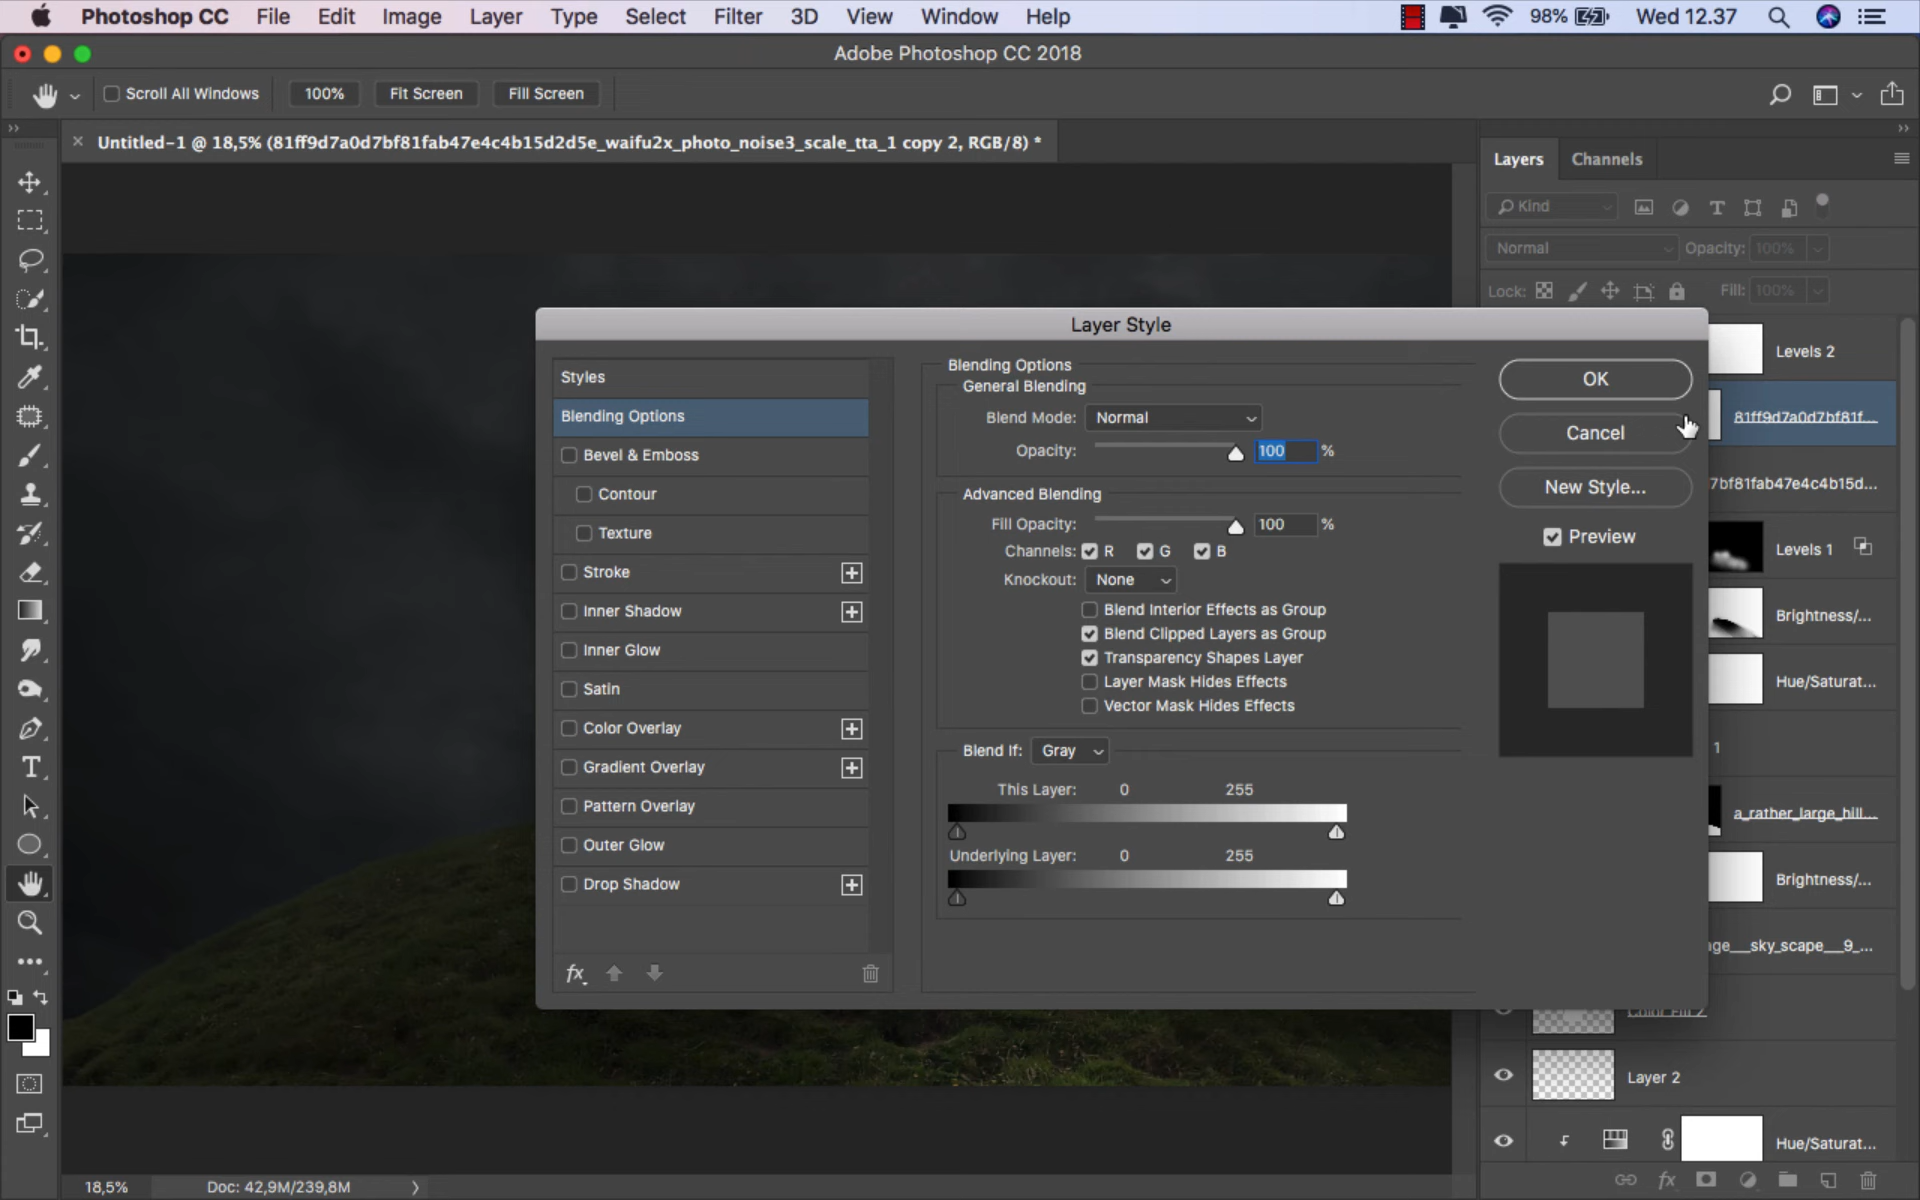 Photoshop CC File Edit Image Layer Type Select Filter 3D View Window Help 98% Wed 12.37
Adobe Photoshop CC 2018
Scroll All Windows 100% Fit Screen Fill Screen
Untitled-1 @ 18,5% (81ff9d7a0d7bf81fab47e4c4b15d2d5e_waifu2x_photo_noise3_scale_tta_1 copy 2, RGB/8) *
Layers Channels
Kind
Normal Opacity: 100%
Lock: Fill: 100%
Layer Style
Styles
Blending Options
Bevel & Emboss
Contour
Texture
Stroke
Inner Shadow
Inner Glow
Satin
Color Overlay
Gradient Overlay
Pattern Overlay
Outer Glow
Drop Shadow
fx
Blending Options
General Blending
Blend Mode: Normal
Opacity: 100 %
Advanced Blending
Fill Opacity: 100 %
Channels: R G B
Knockout: None
Blend Interior Effects as Group
Blend Clipped Layers as Group
Transparency Shapes Layer
Layer Mask Hides Effects
Vector Mask Hides Effects
Blend If: Gray
This Layer: 0 255
Underlying Layer: 0 255
OK
Cancel
New Style...
Preview
Levels 2
81ff9d7a0d7bf81f...
7bf81fab47e4c4b15d...
Levels 1
Brightness/...
Hue/Saturat...
1
a_rather_large_hill...
Brightness/...
ge__sky_scape__9_...
Color Fill 2
Layer 2
Hue/Saturat...
fx
18,5% Doc: 42,9M/239,8M